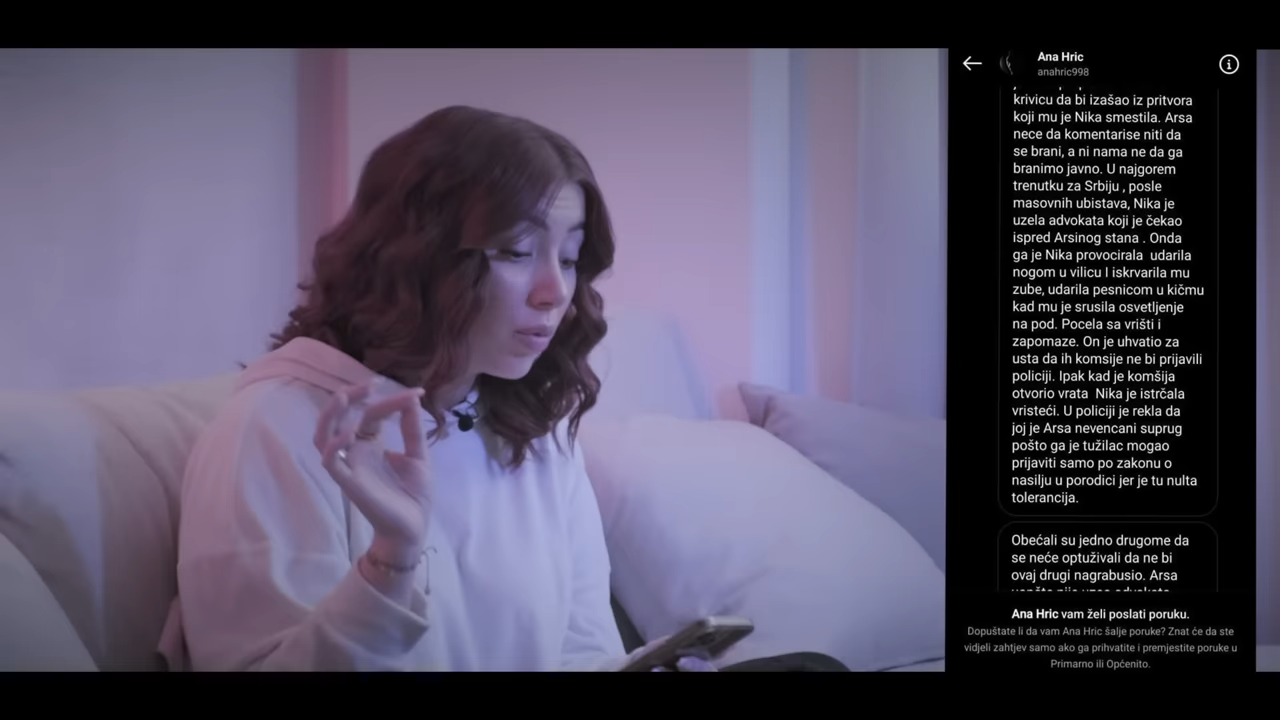 Ana Hric
anahric998
krivicu da bi izašao iz pritvora
koji mu je Nika smestila. Arsa
nece da komentarise niti da
se brani, a ni nama ne da ga
branimo javno. U najgorem
trenutku za Srbiju , posle
masovnih ubistava, Nika je
uzela advokata koji je čekao
ispred Arsinog stana . Onda
ga je Nika provocirala  udarila
nogom u vilicu I iskrvarila mu
zube, udarila pesnicom u kičmu
kad mu je srusila osvetljenje
na pod. Pocela sa vrišti i
zapomaze. On je uhvatio za
usta da ih komsije ne bi prijavili
policiji. Ipak kad je komšija
otvorio vrata  Nika je istrčala
vristeći. U policiji je rekla da
joj je Arsa nevencani suprug
pošto ga je tužilac mogao
prijaviti samo po zakonu o
nasilju u porodici jer je tu nulta
tolerancija.
Obećali su jedno drugome da
se neće optuživali da ne bi
ovaj drugi nagrabusio. Arsa
Ana Hric vam želi poslati poruku.
Dopuštate li da vam Ana Hric šalje poruke? Znat će da ste
vidjeli zahtjev samo ako ga prihvatite i premjestite poruke u
Primarno ili Općenito.